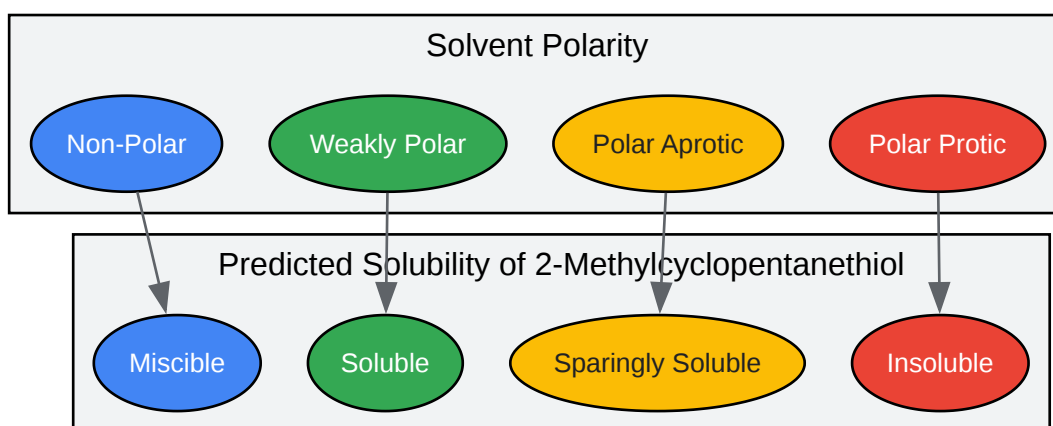 Solvent Polarity
Non-Polar
Weakly Polar
Polar Aprotic
Polar Protic
Predicted Solubility of 2-Methylcyclopentanethiol
Miscible
Soluble
Sparingly Soluble
Insoluble